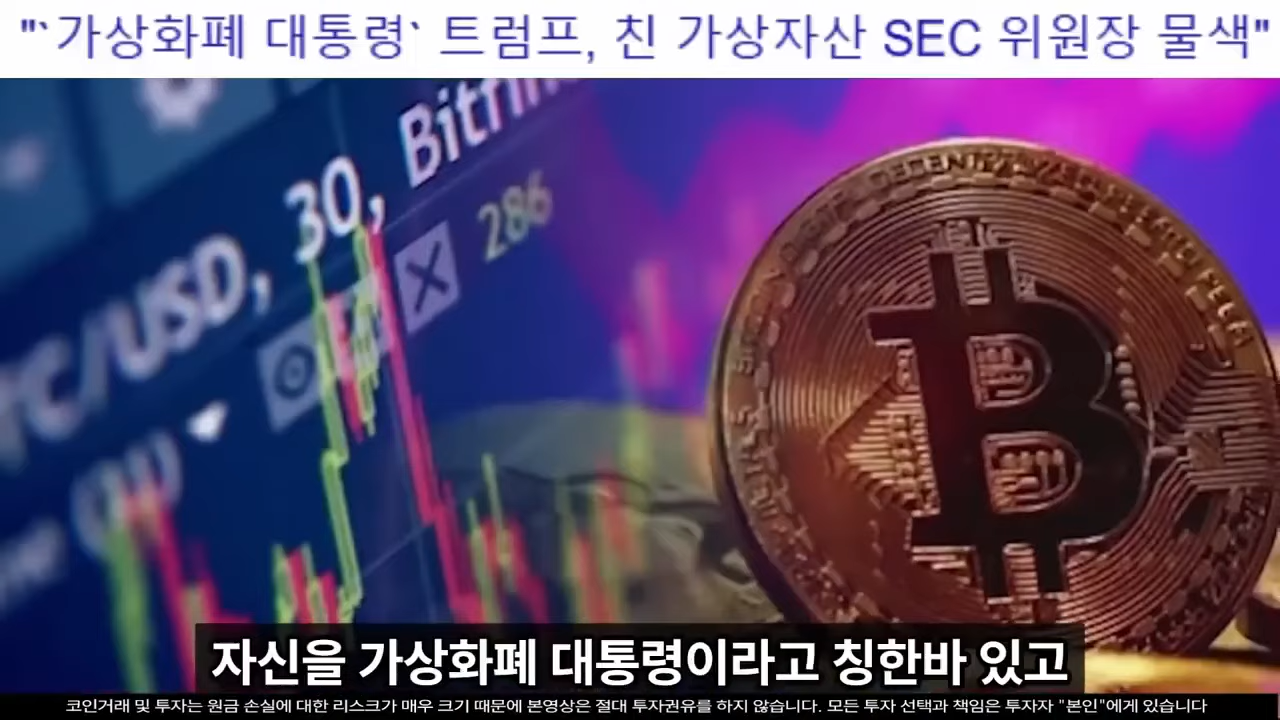 "`가상화폐 대통령` 트럼프, 친 가상자산 SEC 위원장 물색"
30, Bitfin
286
C/USD,
자신을 가상화폐 대통령이라고 칭한바 있고
코인거래 및 투자는 원금 손실에 대한 리스크가 매우 크기 때문에 본영상은 절대 투자권유를 하지 않습니다. 모든 투자 선택과 책임은 투자자 "본인"에게 있습니다